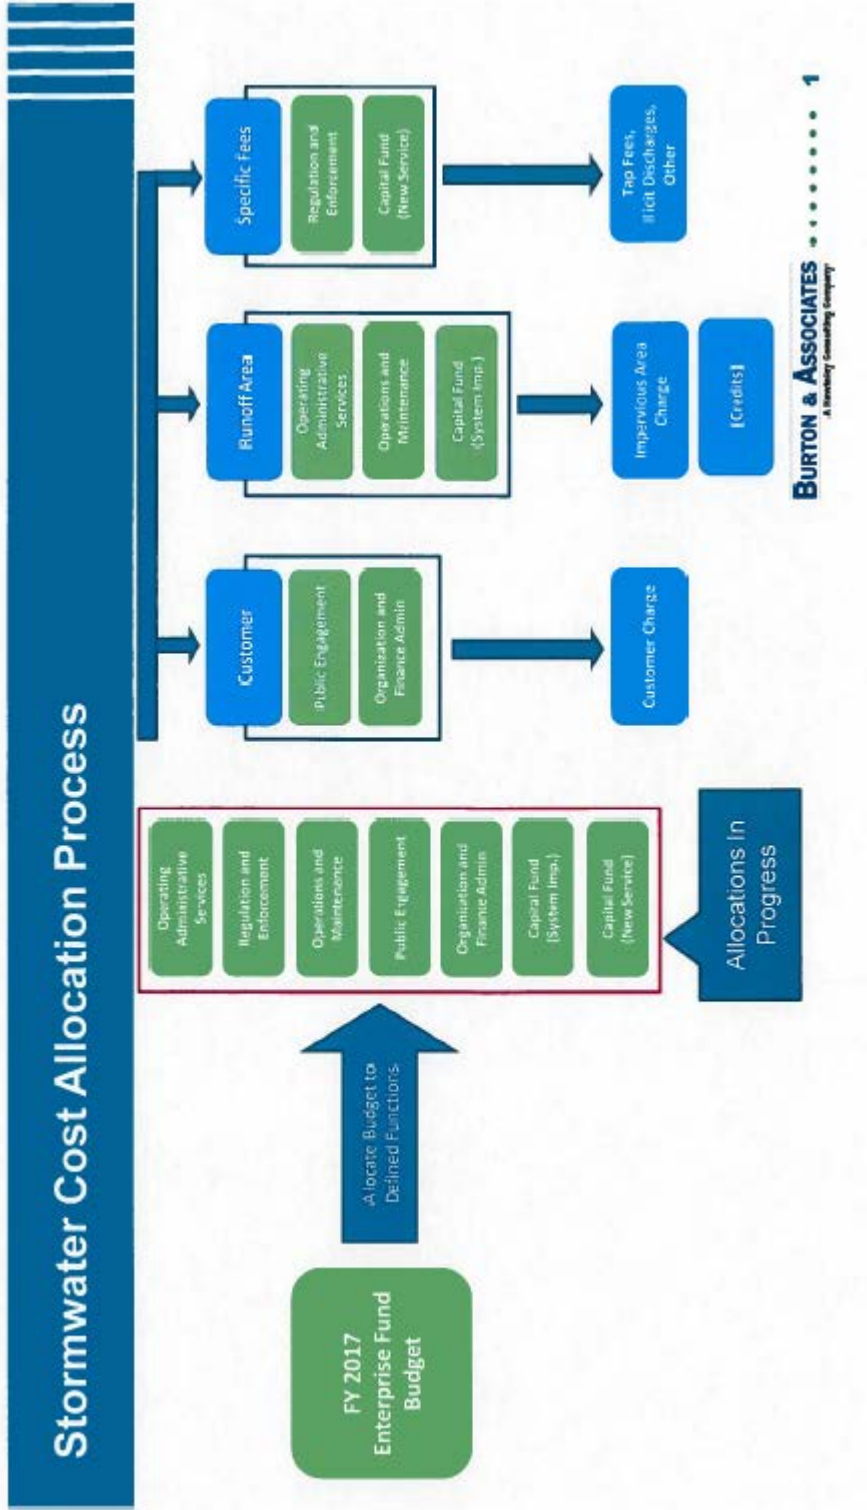 Stormwater Cost Allocation Process
FY 2017
Enterprise Fund
Budget
Allocate Budget to
Defined Functions
Operating
Administrative
Services
Regulation and
Enforcement
Operations and
Maintenance
Public Engagement
Organization and
Finance Admin
Capital Fund
(System Imp.)
Capital Fund
(New Service)
Allocations In
Progress
Customer
Public Engagement
Organization and
Finance Admin
Customer Charge
Runoff Area
Operating
Administrative
Services
Operations and
Maintenance
Capital Fund
(System Imp.)
Impervious Area
Charge
(Credits)
Specific Fees
Regulation and
Enforcement
Capital Fund
(New Service)
Tap Fees,
Illicit Discharges,
Other
BURTON & ASSOCIATES
A Hawksley Consulting Company
1